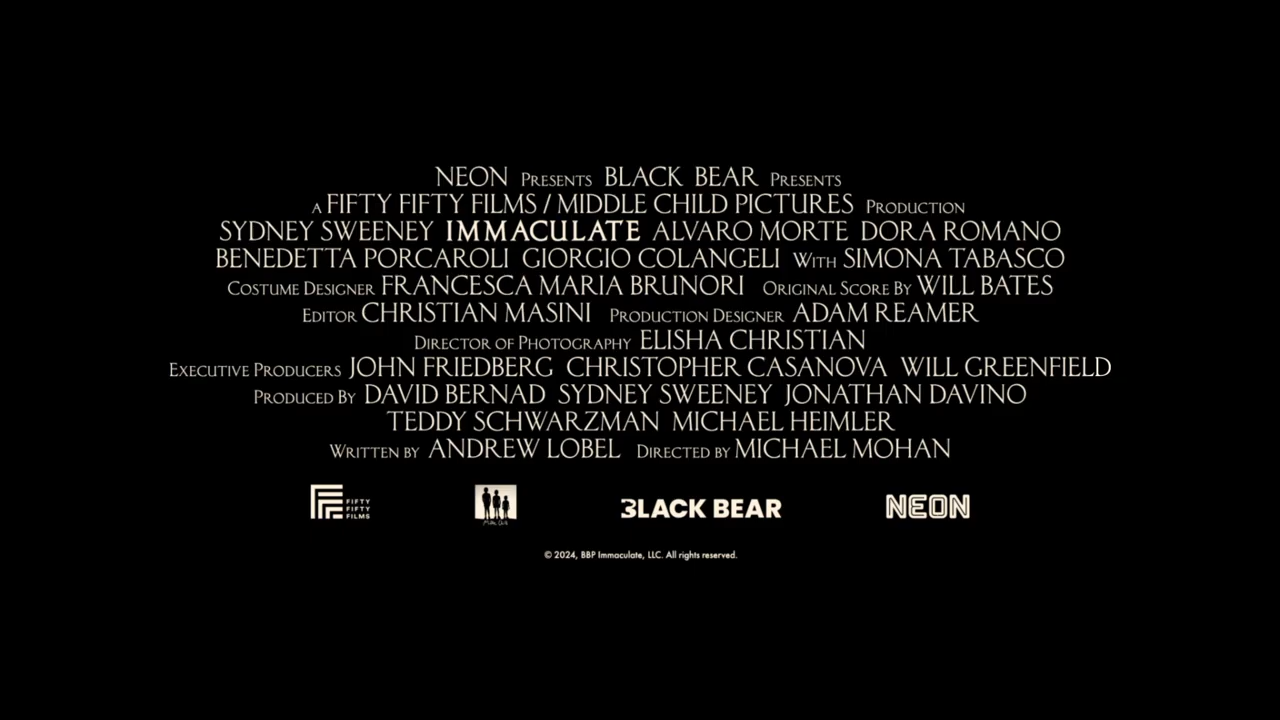 NEON PRESENTS BLACK BEAR PRESENTS
A FIFTY FIFTY FILMS / MIDDLE CHILD PICTURES PRODUCTION
SYDNEY SWEENEY IMMACULATE ALVARO MORTE DORA ROMANO
BENEDETTA PORCAROLI GIORGIO COLANGELI WITH SIMONA TABASCO
COSTUME DESIGNER FRANCESCA MARIA BRUNORI ORIGINAL SCORE BY WILL BATES
EDITOR CHRISTIAN MASINI PRODUCTION DESIGNER ADAM REAMER
DIRECTOR OF PHOTOGRAPHY ELISHA CHRISTIAN
EXECUTIVE PRODUCERS JOHN FRIEDBERG CHRISTOPHER CASANOVA WILL GREENFIELD
PRODUCED BY DAVID BERNAD SYDNEY SWEENEY JONATHAN DAVINO
TEDDY SCHWARZMAN MICHAEL HEIMLER
WRITTEN BY ANDREW LOBEL DIRECTED BY MICHAEL MOHAN
FIFTY
FIFTY
FILMS
BLACK BEAR
NEON
© 2024, BBP Immaculate, LLC. All rights reserved.